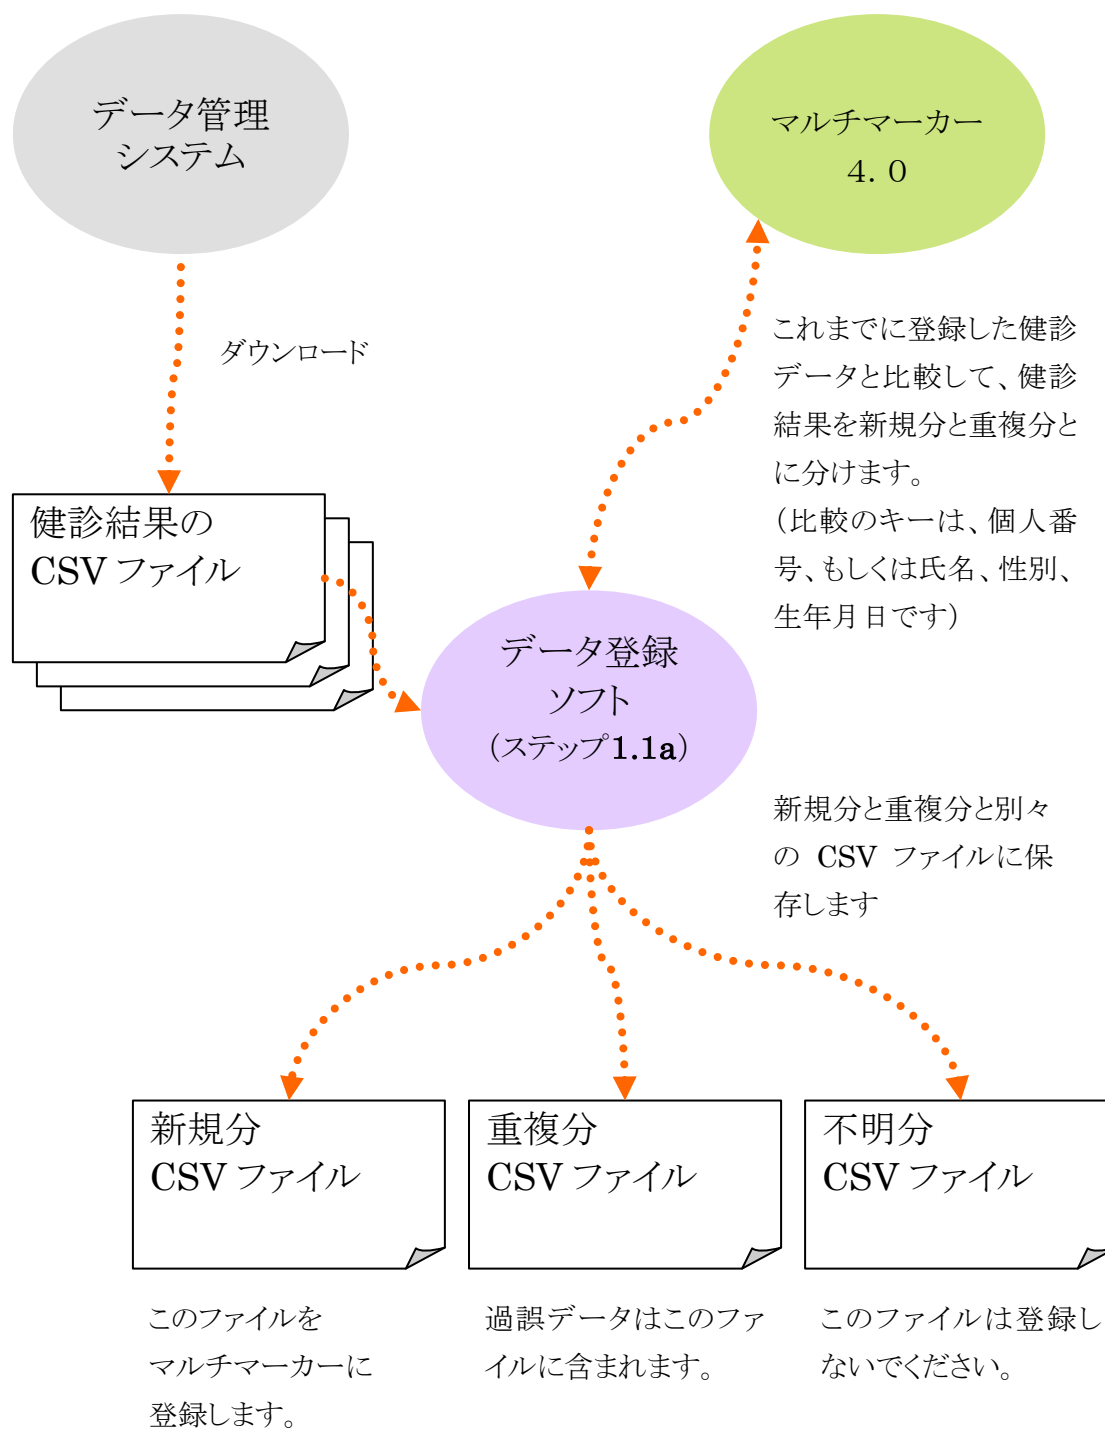 データ管理
システム
マルチマーカー
４．０
ダウンロード
これまでに登録した健診
データと比較して、健診
結果を新規分と重複分と
に分けます。
（比較のキーは、個人番
号、もしくは氏名、性別、
生年月日です）
健診結果の
CSV ファイル
データ登録
ソフト
（ステップ1.1a）
新規分と重複分と別々
の CSV ファイルに保
存します
新規分
CSV ファイル
重複分
CSV ファイル
不明分
CSV ファイル
このファイルを
マルチマーカーに
登録します。
過誤データはこのファ
イルに含まれます。
このファイルは登録し
ないでください。